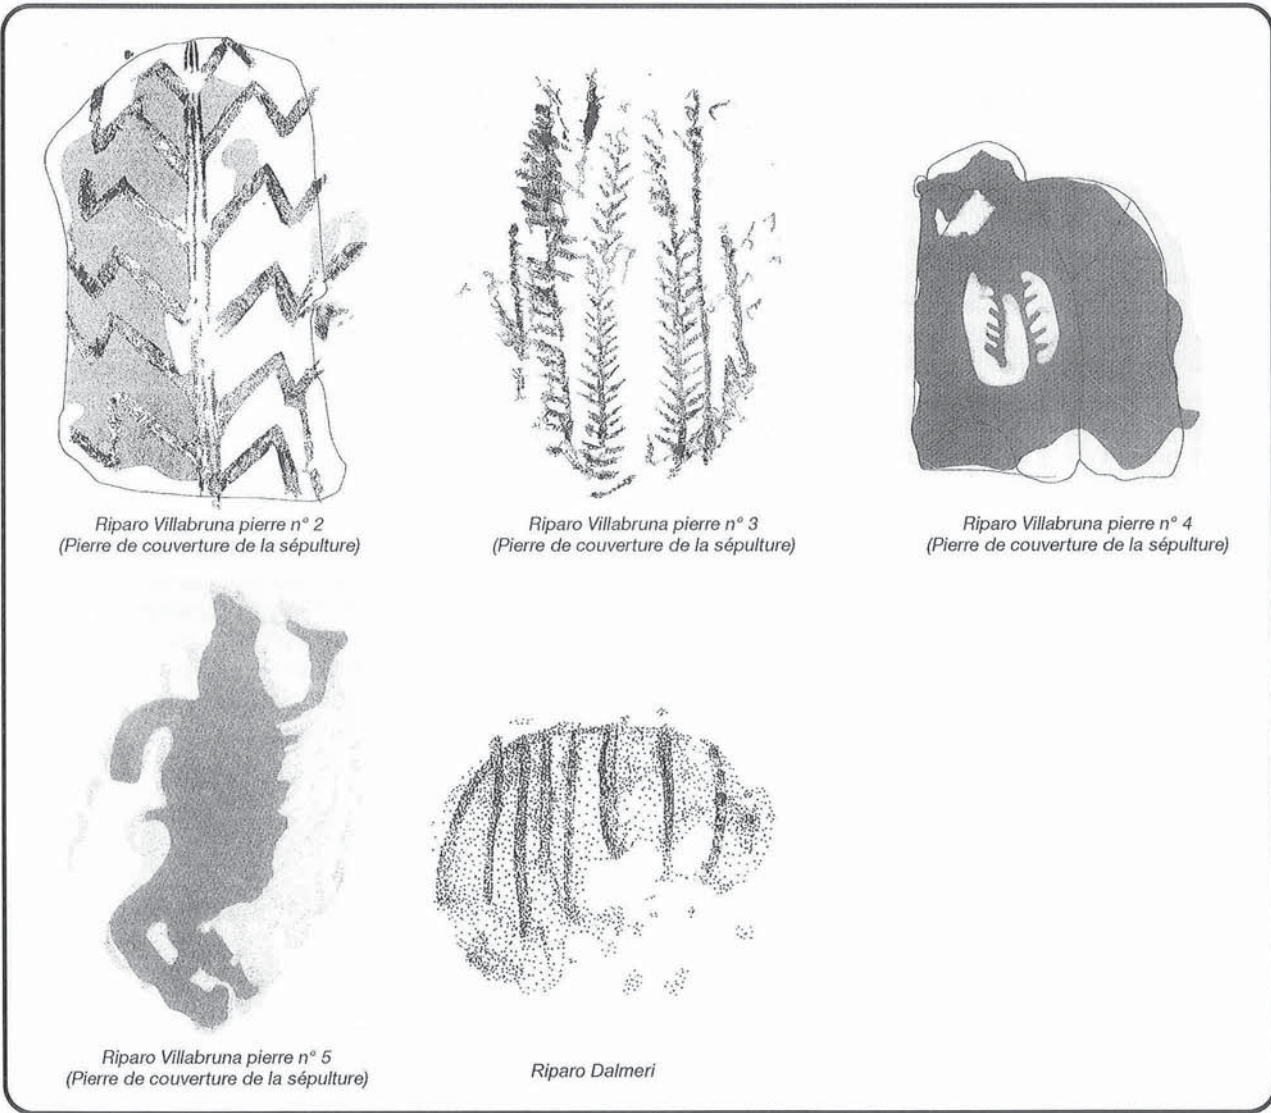 Riparo Villabruna pierre n° 2
(Pierre de couverture de la sépulture)
Riparo Villabruna pierre n° 3
(Pierre de couverture de la sépulture)
Riparo Villabruna pierre n° 4
(Pierre de couverture de la sépulture)
Riparo Villabruna pierre n° 5
(Pierre de couverture de la sépulture)
Riparo Dalmeri